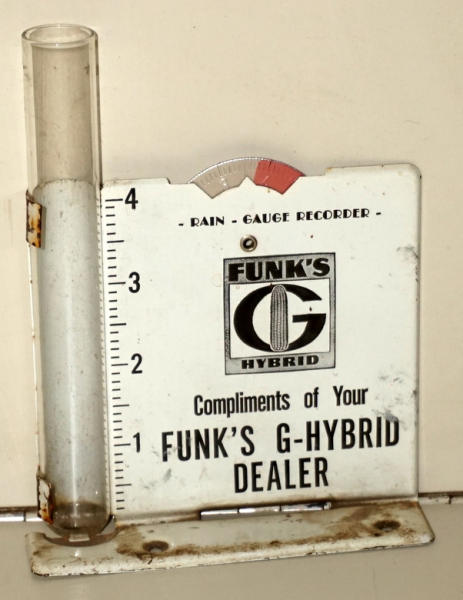 4
- RAIN - GAUGE RECORDER -
3
FUNK'S
G
HYBRID
2
Compliments of Your
1
FUNK'S G-HYBRID
DEALER